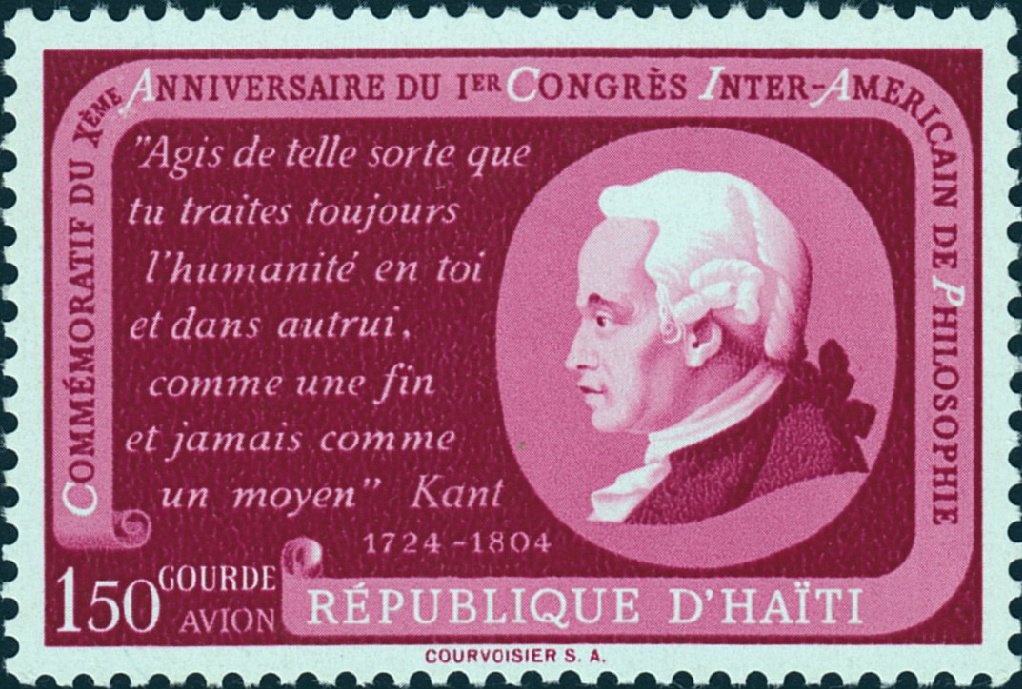 COMMÉMORATIF DU XÈME ANNIVERSAIRE DU IER CONGRÈS INTER-AMERICAIN DE PHILOSOPHIE
"Agis de telle sorte que
tu traites toujours
l'humanité en toi
et dans autrui,
comme une fin
et jamais comme
un moyen" Kant
1724-1804
1.50 GOURDE
AVION
RÉPUBLIQUE D'HAÏTI
COURVOISIER S. A.